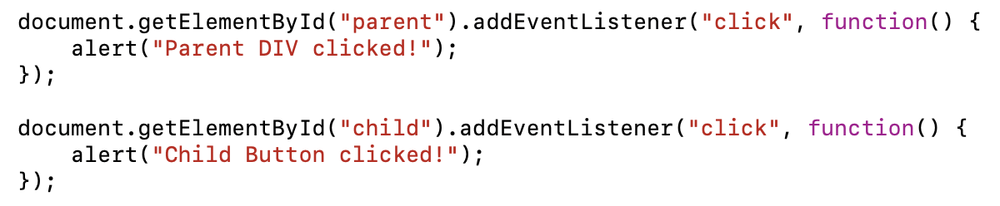 document.getElementById("parent").addEventListener("click", function() {
    alert("Parent DIV clicked!");
});

document.getElementById("child").addEventListener("click", function() {
    alert("Child Button clicked!");
});